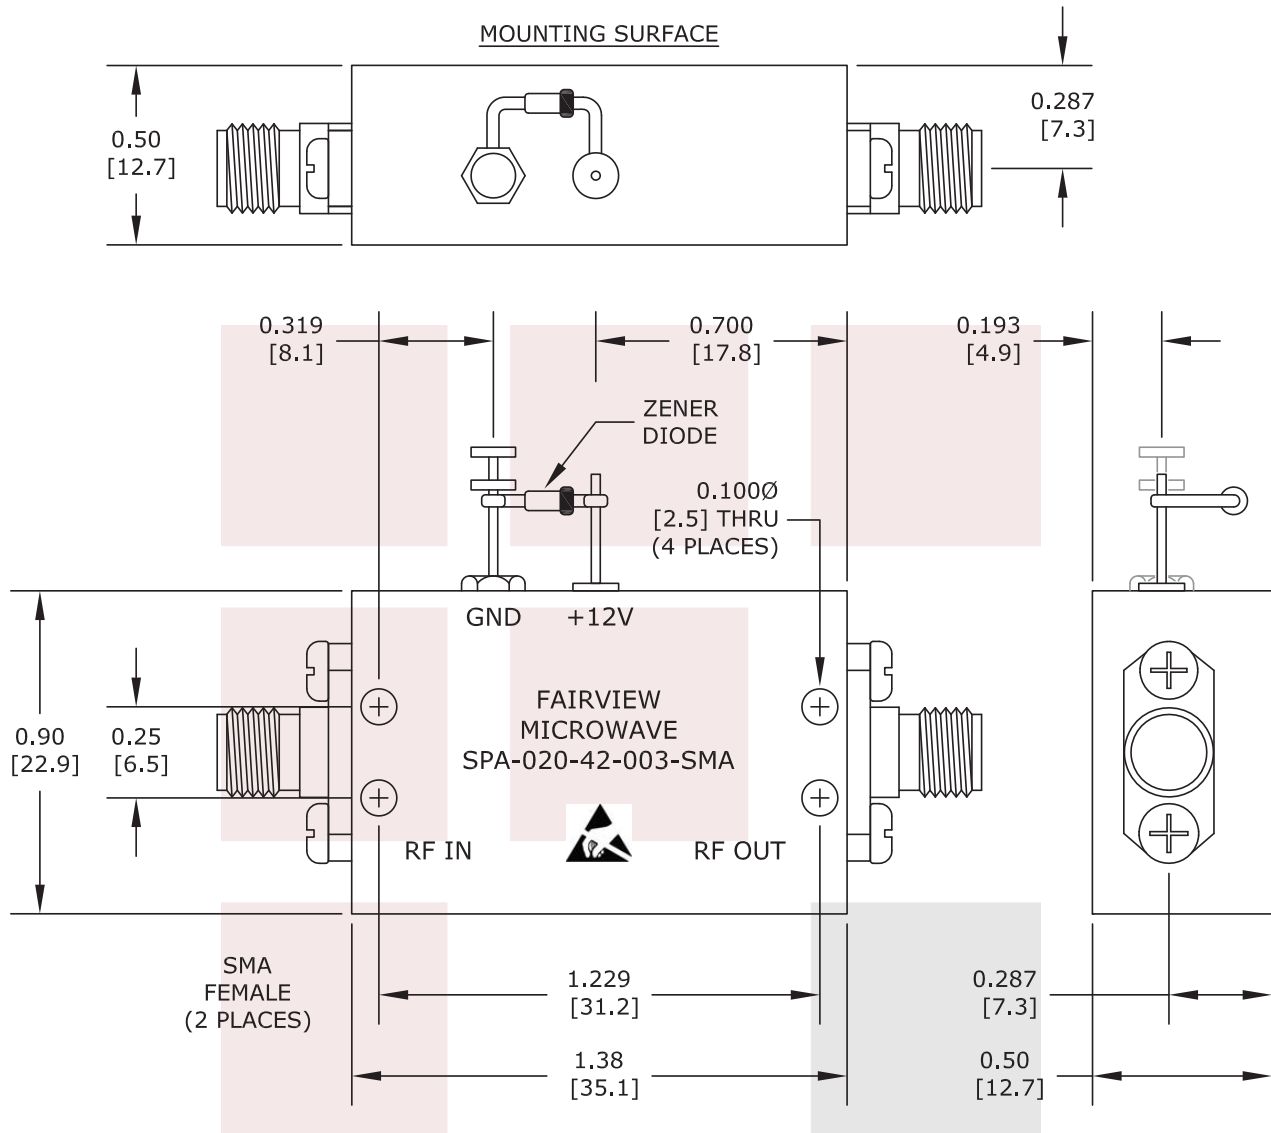 MOUNTING SURFACE
0.50
[12.7]
0.287
[7.3]
0.319
[8.1]
0.700
[17.8]
0.193
[4.9]
ZENER
DIODE
0.100Ø
[2.5] THRU
(4 PLACES)
GND +12V
FAIRVIEW
MICROWAVE
SPA-020-42-003-SMA
0.90
[22.9]
0.25
[6.5]
RF IN
RF OUT
SMA
FEMALE
(2 PLACES)
1.229
[31.2]
0.287
[7.3]
1.38
[35.1]
0.50
[12.7]